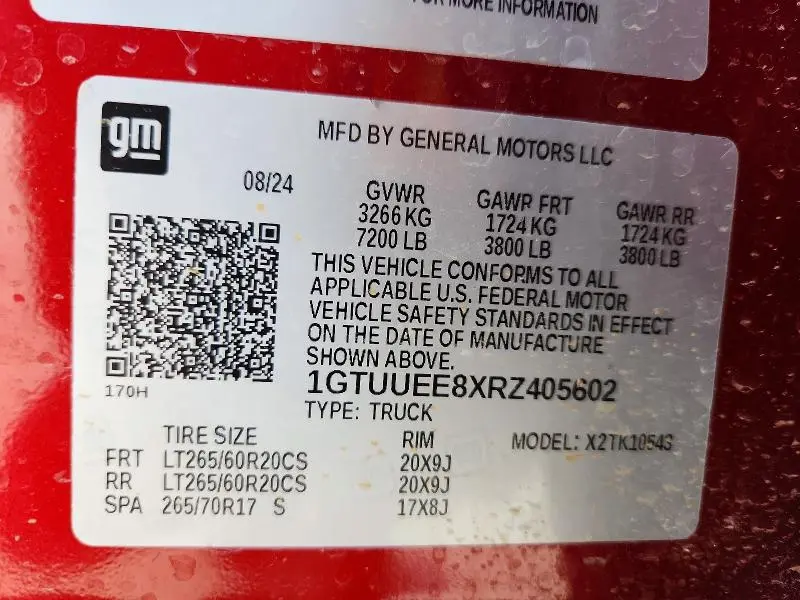 FOR MORE INFORMATION
gm
MFD BY GENERAL MOTORS LLC
08/24
GVWR GAWR FRT GAWR RR
3266 KG 1724 KG 1724 KG
7200 LB 3800 LB 3800 LB
THIS VEHICLE CONFORMS TO ALL
APPLICABLE U.S. FEDERAL MOTOR
VEHICLE SAFETY STANDARDS IN EFFECT
ON THE DATE OF MANUFACTURE
SHOWN ABOVE.
170H
1GTUUEE8XRZ405602
TYPE: TRUCK
TIRE SIZE RIM MODEL: X2TK10543
FRT LT265/60R20CS 20X9J
RR LT265/60R20CS 20X9J
SPA 265/70R17 S 17X8J